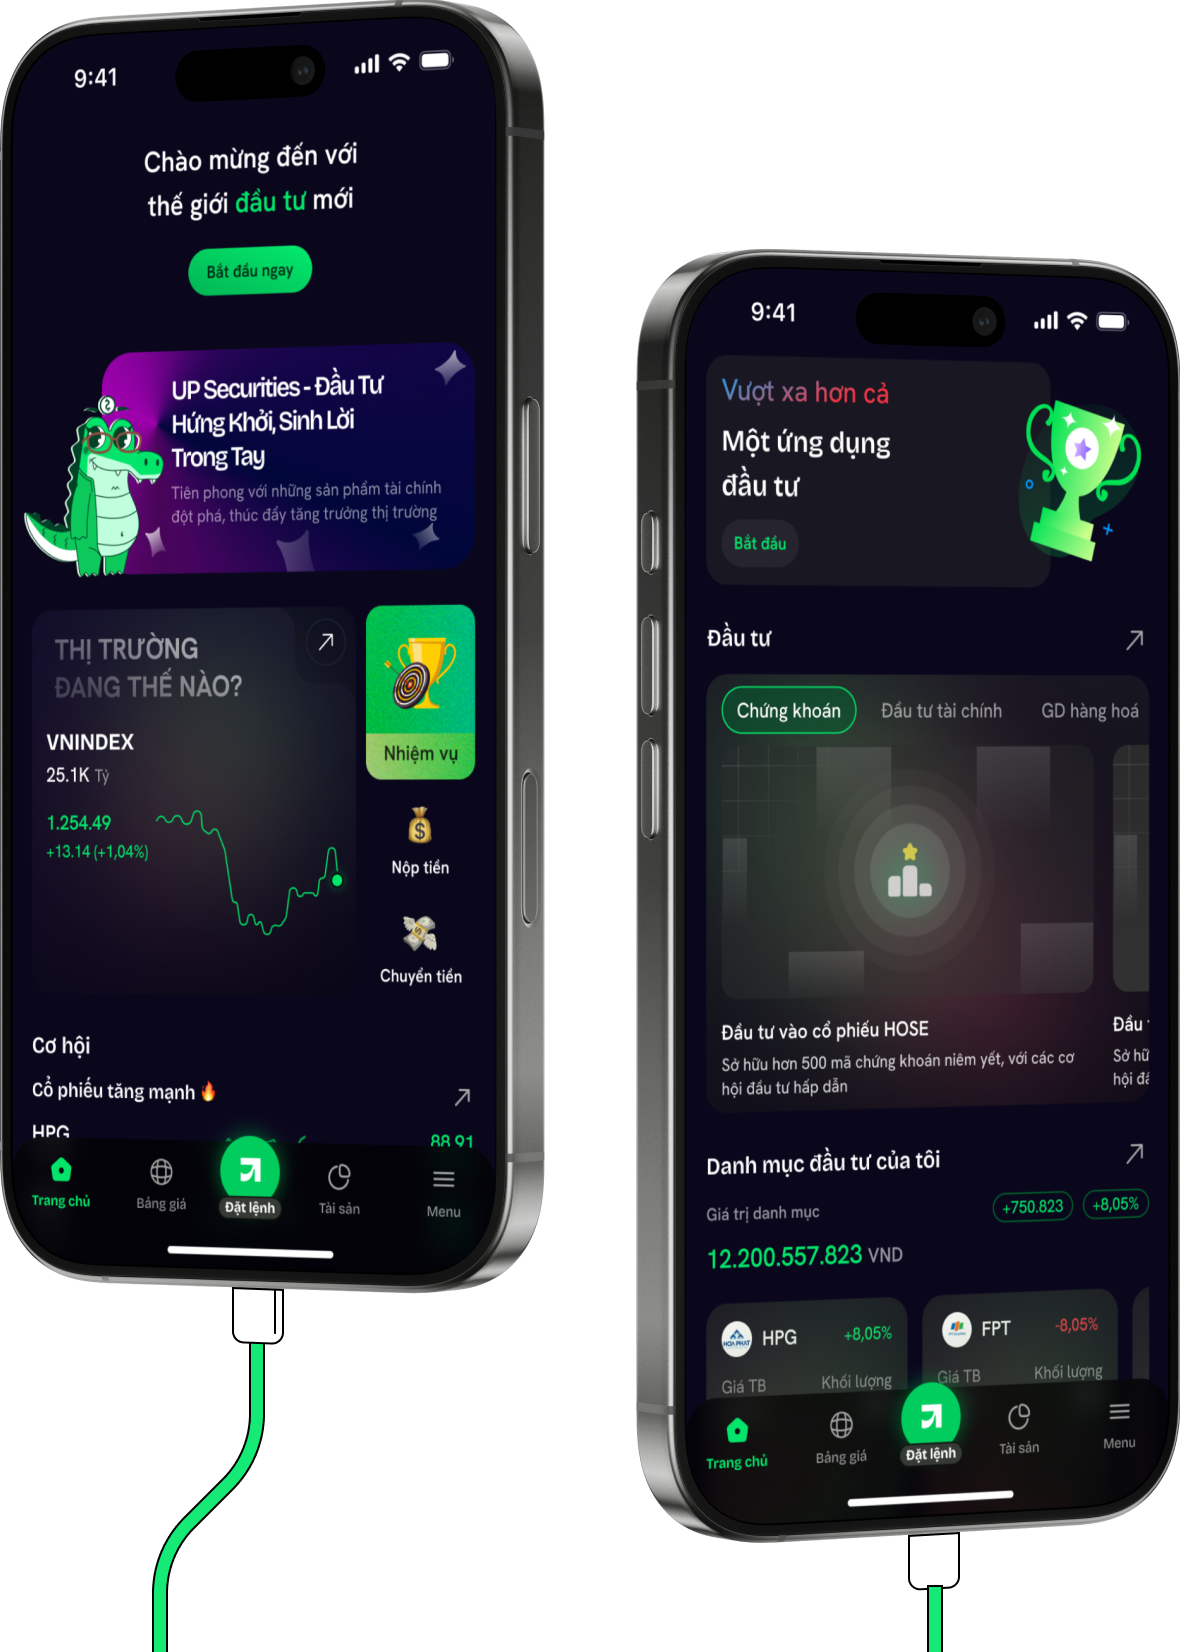 9:41
Chào mừng đến với
thế giới đầu tư mới
Bắt đầu ngay
UP Securities - Đầu Tư
Hứng Khởi, Sinh Lời
Trong Tay
Tiên phong với những sản phẩm tài chính
đột phá, thúc đẩy tăng trưởng thị trường
THỊ TRƯỜNG
ĐANG THẾ NÀO?
VNINDEX
25.1K Tỷ
1.254.49
+13.14 (+1,04%)
Nhiệm vụ
Nộp tiền
Chuyển tiền
Cơ hội
Cổ phiếu tăng mạnh 🔥
HPG
88.91
Trang chủ
Bảng giá
Đặt lệnh
Tài sản
Menu
9:41
Vượt xa hơn cả
Một ứng dụng
đầu tư
Bắt đầu
Đầu tư
Chứng khoán
Đầu tư tài chính
GD hàng hoá
Đầu tư vào cổ phiếu HOSE
Sở hữu hơn 500 mã chứng khoán niêm yết, với các cơ
hội đầu tư hấp dẫn
Đầu
Sở hữ
hội đầ
Danh mục đầu tư của tôi
Giá trị danh mục
+750.823
+8,05%
12.200.557.823 VND
HOA PHAT
HPG
+8,05%
Giá TB
Khối lượng
FPT
-8,05%
Giá TB
Khối lượng
Trang chủ
Bảng giá
Đặt lệnh
Tài sản
Menu